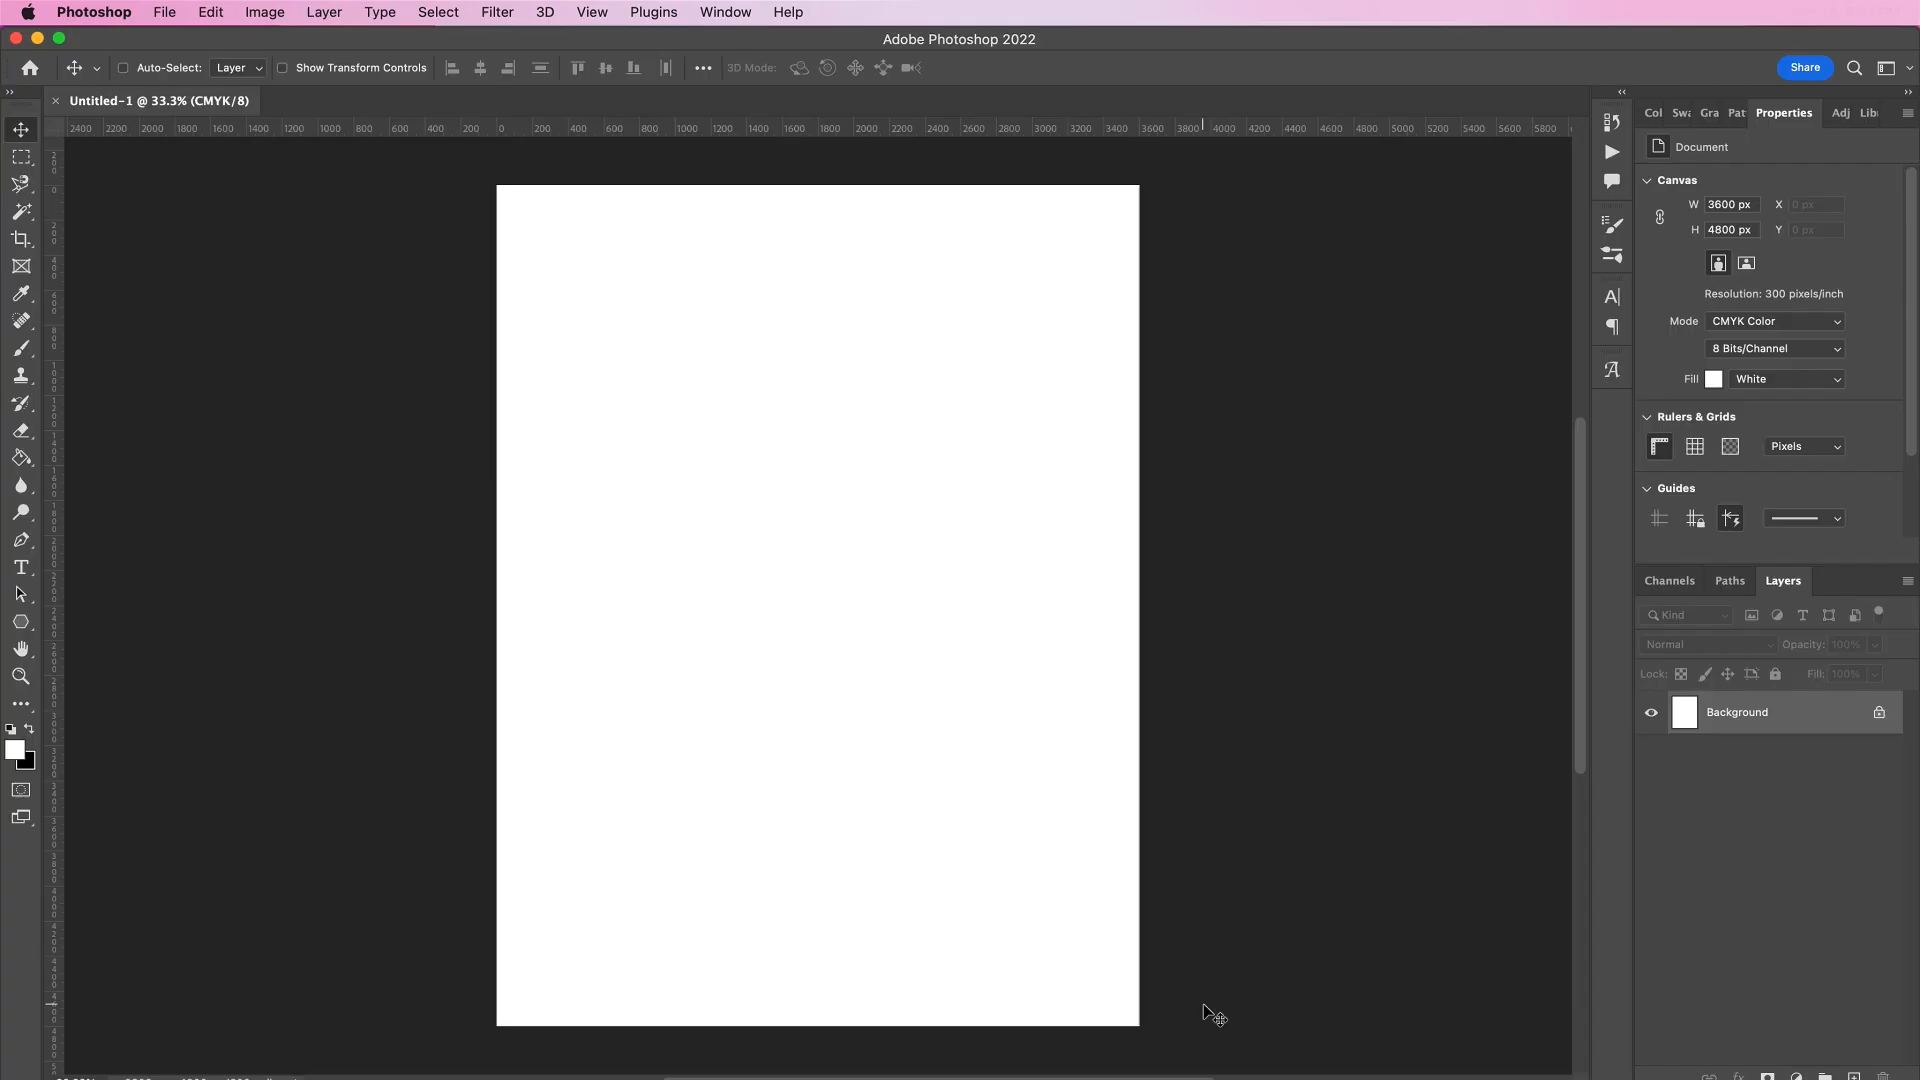 Photoshop File Edit Image Layer Type Select Filter 3D View Plugins Window Help
Adobe Photoshop 2022
Auto-Select: Layer Show Transform Controls 3D Mode: Share
Untitled-1 @ 33.3% (CMYK/8)
2400 2200 2000 1800 1600 1400 1200 1000 800 600 400 200 0 200 400 600 800 1000 1200 1400 1600 1800 2000 2200 2400 2600 2800 3000 3200 3400 3600 3800 4000 4200 4400 4600 4800 5000 5200 5400 5600 5800
Col Swa Gra Pat Properties Adj Lib
Document
Canvas
W 3600 px X 0 px
H 4800 px Y 0 px
Resolution: 300 pixels/inch
Mode CMYK Color
8 Bits/Channel
Fill White
Rulers & Grids
Pixels
Guides
Channels Paths Layers
Kind
Normal Opacity: 100%
Lock: Fill: 100%
Background